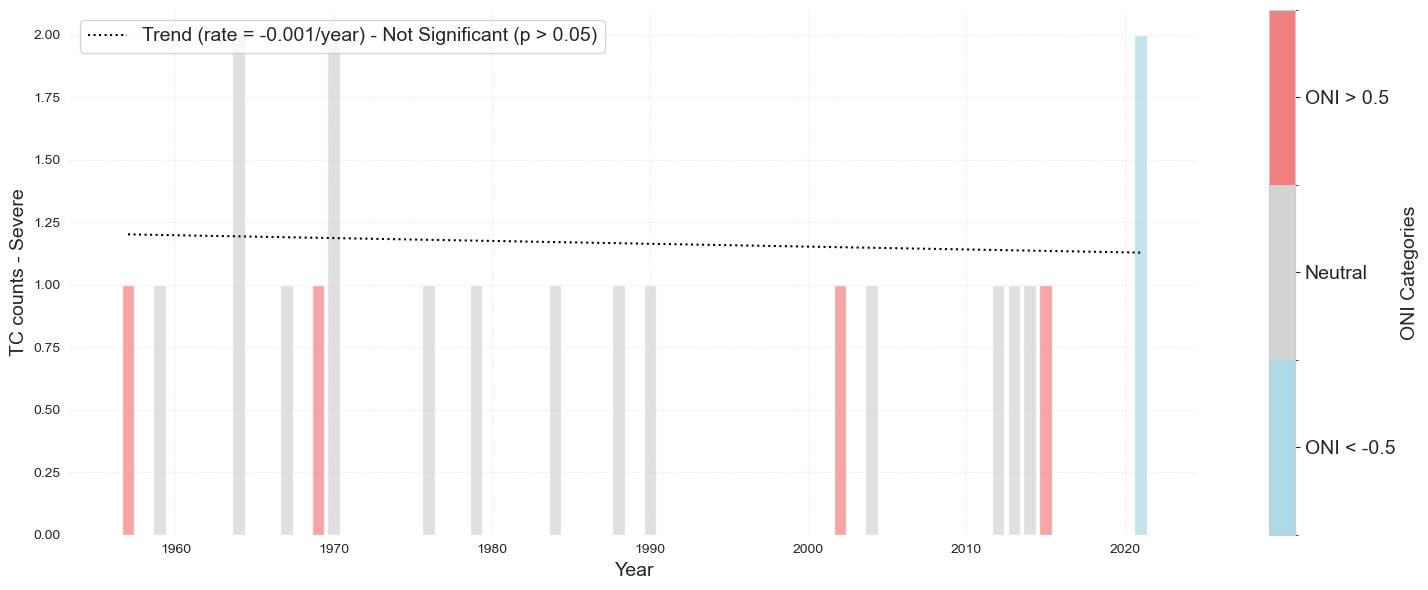 Trend (rate = -0.001/year) - Not Significant (p > 0.05)
TC counts - Severe
2.00
1.75
1.50
1.25
1.00
0.75
0.50
0.25
0.00
1960 1970 1980 1990 2000 2010 2020
Year
ONI > 0.5
Neutral
ONI < -0.5
ONI Categories